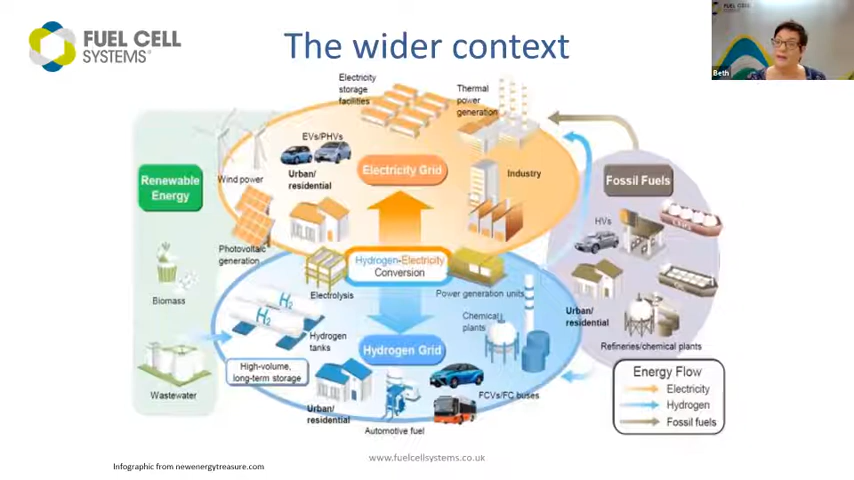 FUEL CELL
SYSTEMS
The wider context
Beth
Electricity
storage
facilities
Thermal
power
generation
EVs/PHVs
Electricity Grid
Urban/
residential
Industry
Wind power
Renewable
Energy
Fossil Fuels
HVs
Photovoltaic
generation
Hydrogen-Electricity
Conversion
Biomass
Electrolysis
Power generation units
H2
H2
Chemical
plants
Urban/
residential
Hydrogen
tanks
Hydrogen Grid
Refineries/chemical plants
High-volume,
long-term storage
Wastewater
FCVs/FC buses
Urban/
residential
Automotive fuel
Energy Flow
Electricity
Hydrogen
Fossil fuels
www.fuelcellsystems.co.uk
Infographic from newenergytreasure.com